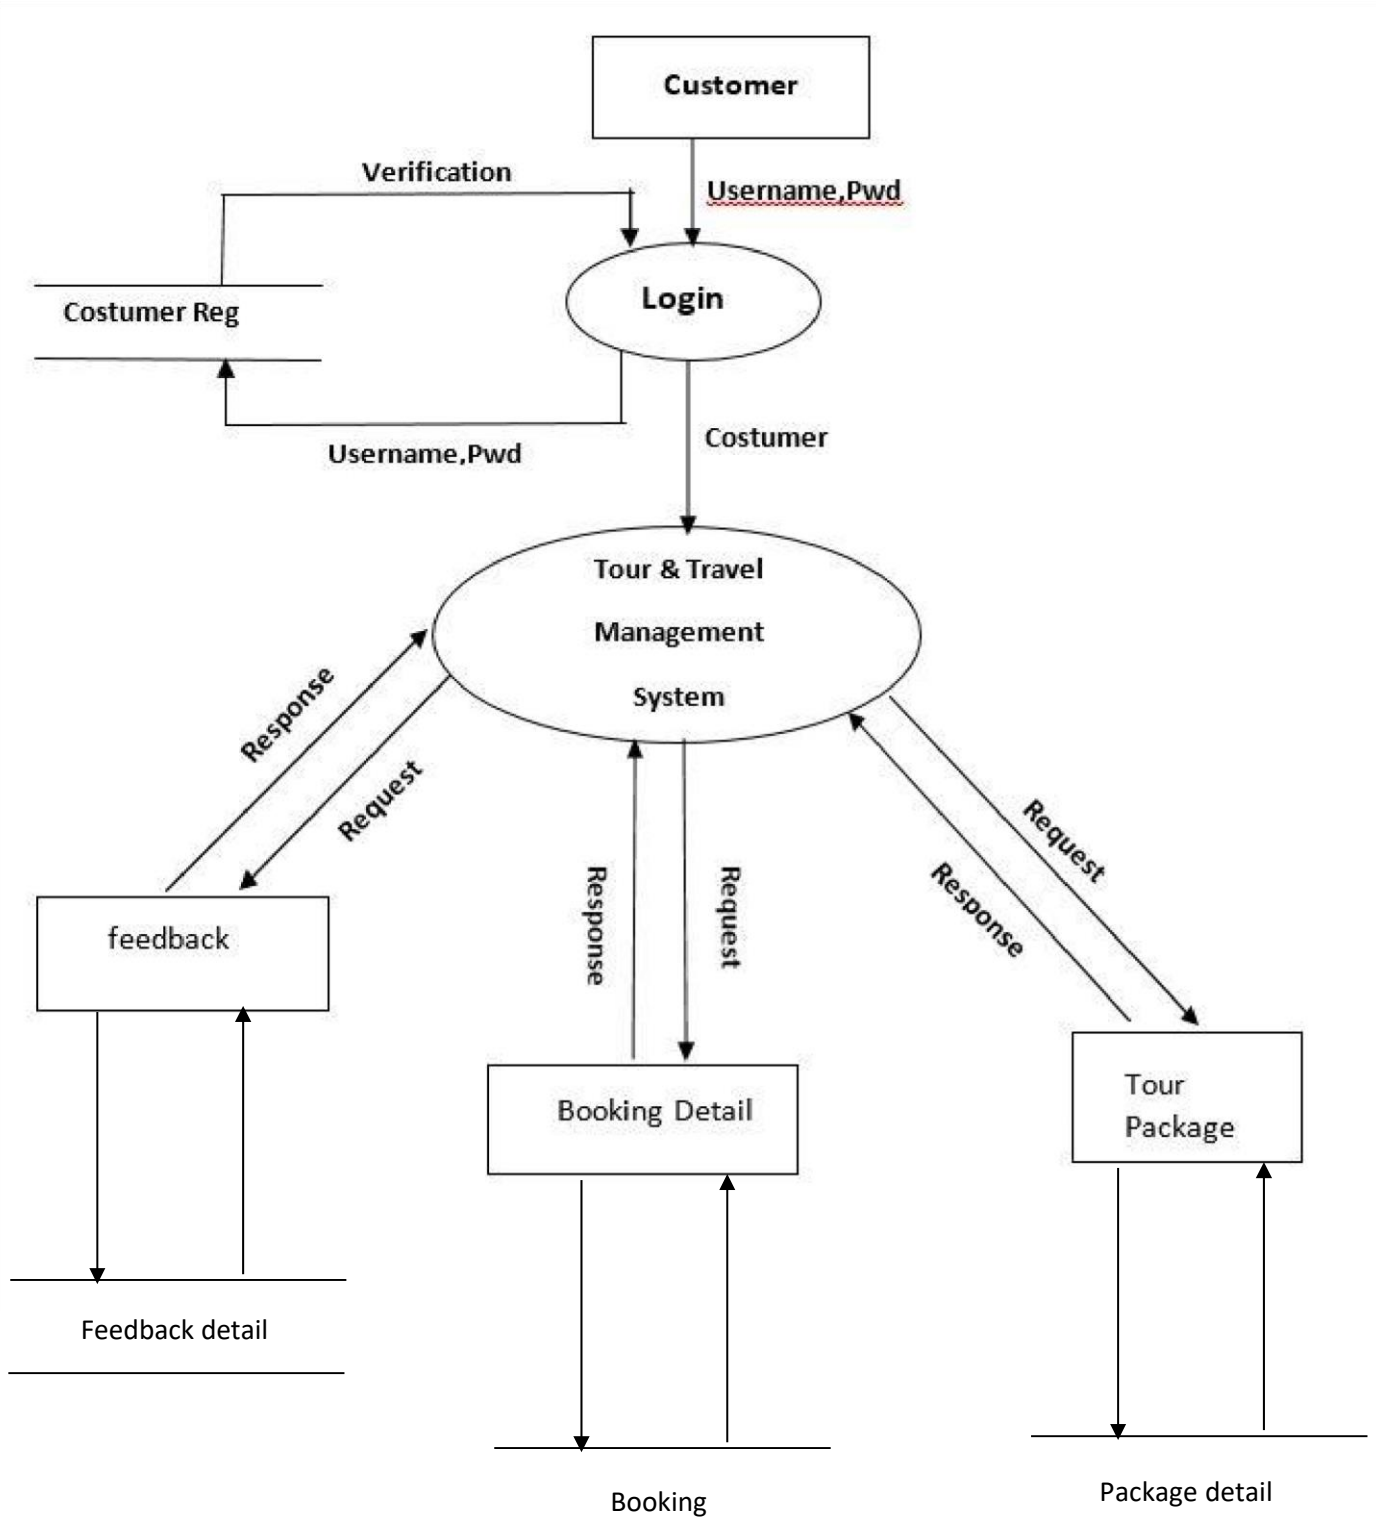 Customer
Verification
Username,Pwd
Costumer Reg
Login
Costumer
Username,Pwd
Tour & Travel
Management
System
Response
Request
Response
Request
Request
Response
feedback
Booking Detail
Tour
Package
Feedback detail
Booking
Package detail